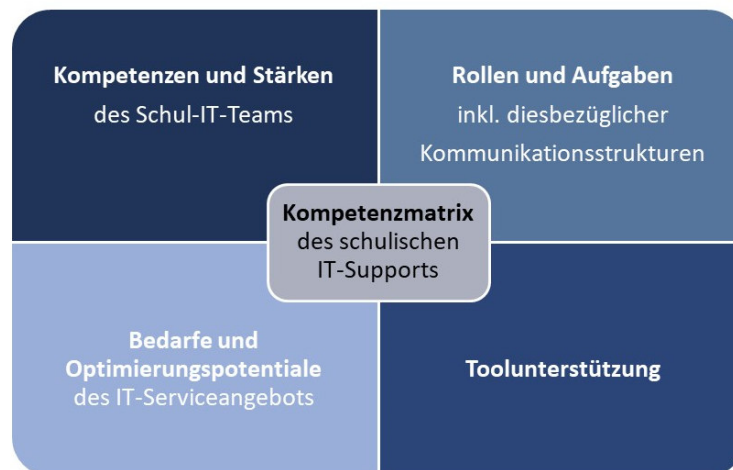 Kompetenzen und Stärken
des Schul-IT-Teams
Rollen und Aufgaben
inkl. diesbezüglicher
Kommunikationsstrukturen
Kompetenzmatrix
des schulischen
IT-Supports
Bedarfe und
Optimierungspotentiale
des IT-Serviceangebots
Toolunterstützung